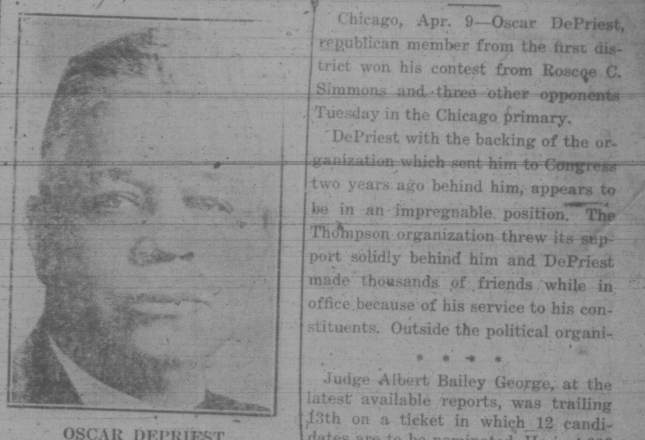 Chicago, Apr. 9—Oscar DePriest,
republican member from the first dis-
trict won his contest from Roscoe C.
Simmons and three other opponents
Tuesday in the Chicago primary.
DePriest with the backing of the or-
ganization which sent him to Congress
two years ago behind him, appears to
be in an impregnable position. The
Thompson organization threw its sup-
port solidly behind him and DePriest
made thousands of friends while in
office because of his service to his con-
stituents. Outside the political organi-
* * * *
Judge Albert Bailey George, at the
latest available reports, was trailing
13th on a ticket in which 12 candi-
dates are to be nominated.
OSCAR DEPRIEST